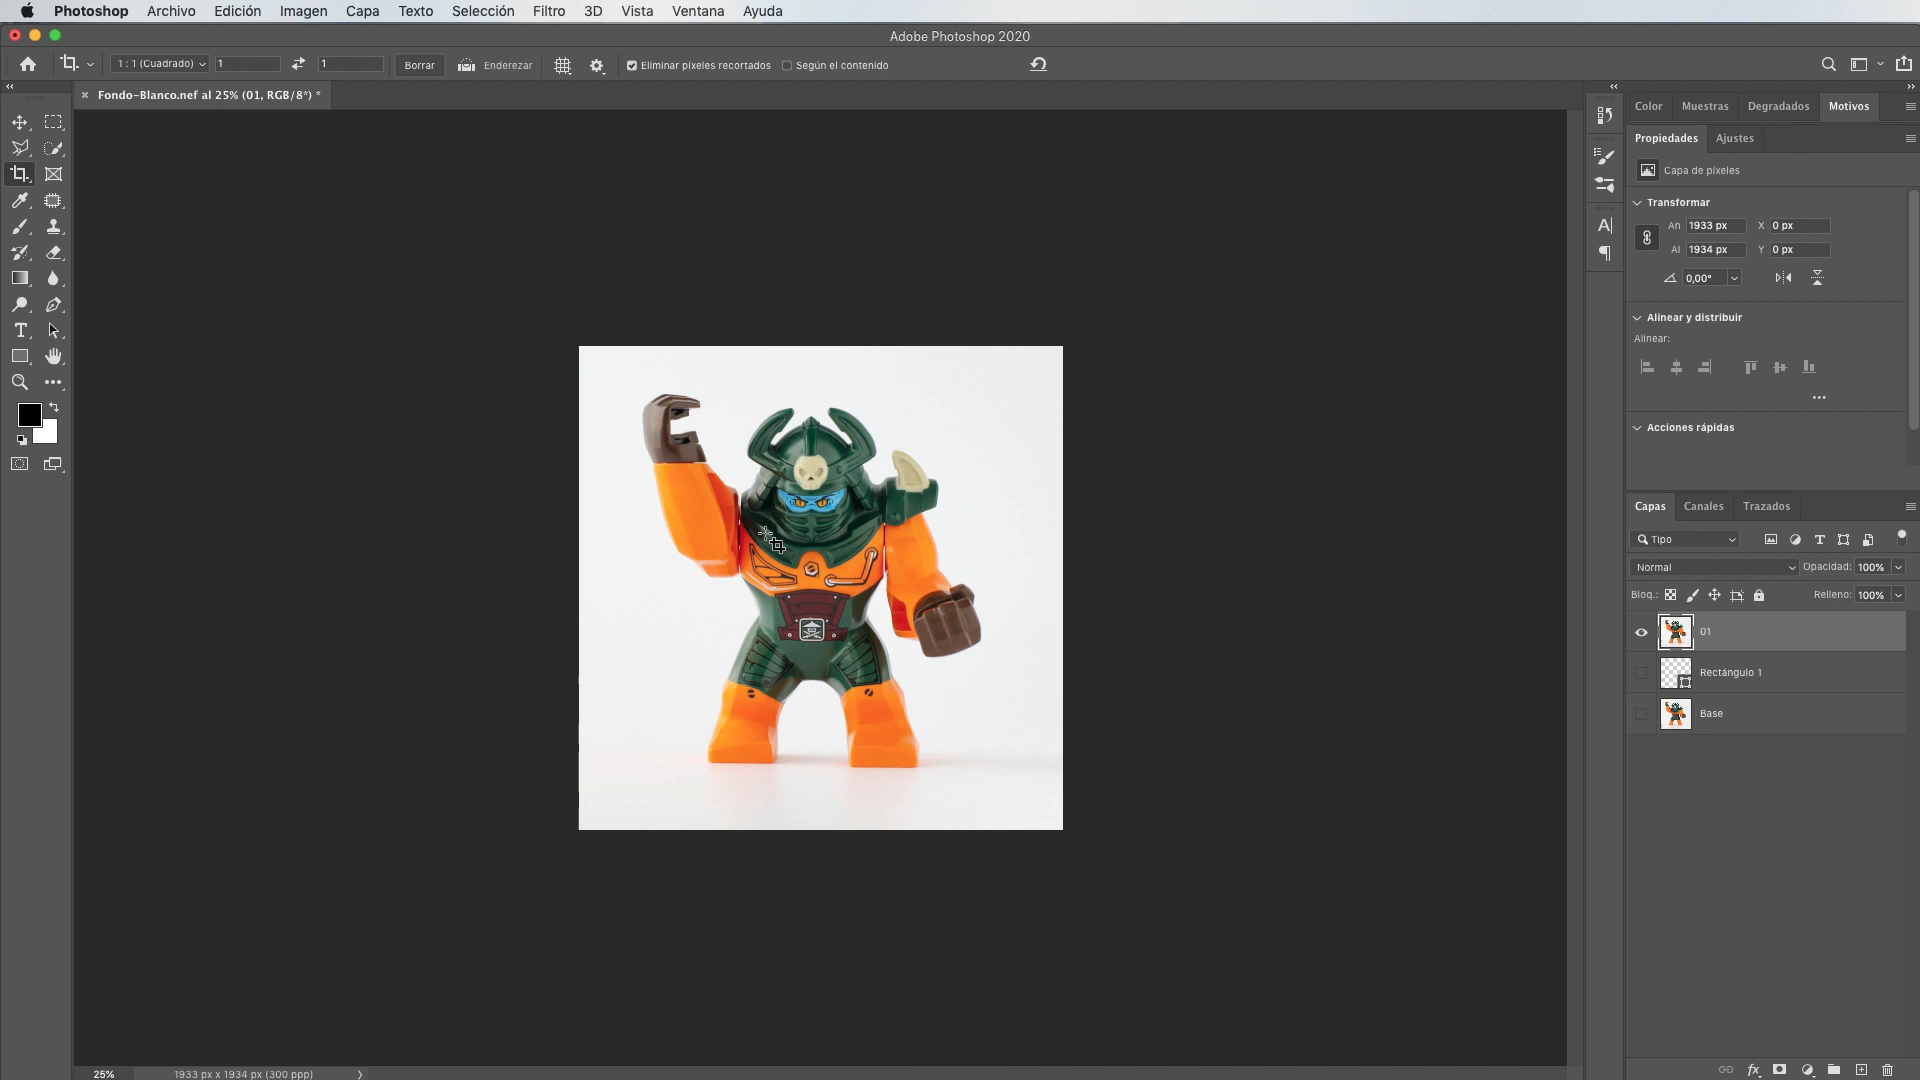 Photoshop Archivo Edición Imagen Capa Texto Selección Filtro 3D Vista Ventana Ayuda
Adobe Photoshop 2020
1 : 1 (Cuadrado) 1 1 Borrar Enderezar Eliminar píxeles recortados Según el contenido
Fondo-Blanco.nef al 25% (01, RGB/8*) *
Color Muestras Degradados Motivos
Propiedades Ajustes
Capa de píxeles
Transformar
An 1933 px X 0 px
Al 1934 px Y 0 px
0,00°
Alinear y distribuir
Alinear:
Acciones rápidas
Capas Canales Trazados
Tipo
Normal Opacidad: 100%
Bloq.: Relleno: 100%
01
Rectángulo 1
Base
25% 1933 px x 1934 px (300 ppp)